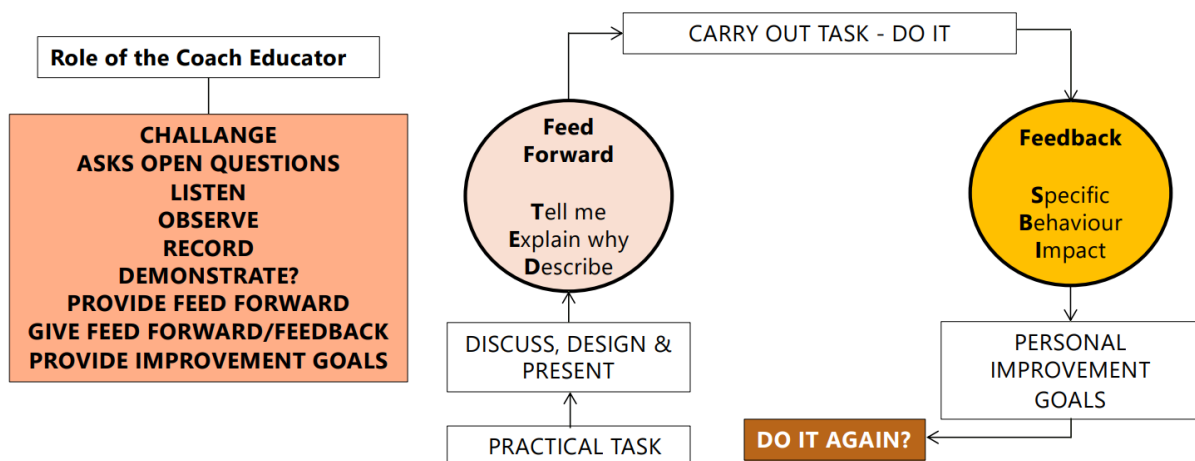 Role of the Coach Educator
CHALLANGE
ASKS OPEN QUESTIONS
LISTEN
OBSERVE
RECORD
DEMONSTRATE?
PROVIDE FEED FORWARD
GIVE FEED FORWARD/FEEDBACK
PROVIDE IMPROVEMENT GOALS
PRACTICAL TASK
DISCUSS, DESIGN &
PRESENT
Feed
Forward
Tell me
Explain why
Describe
CARRY OUT TASK - DO IT
Feedback
Specific
Behaviour
Impact
PERSONAL
IMPROVEMENT
GOALS
DO IT AGAIN?